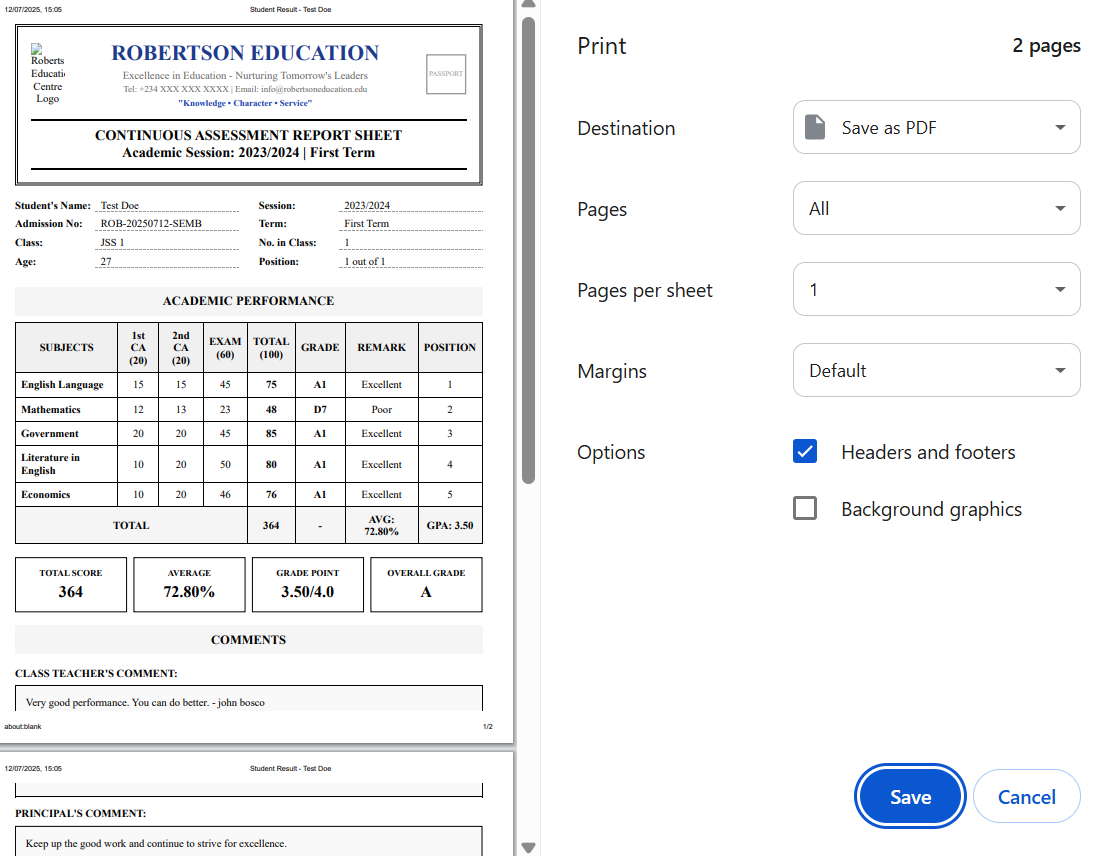 12/07/2025, 15:05 Student Result - Test Doe
Roberts
Educati
Centre
Logo
ROBERTSON EDUCATION
Excellence in Education - Nurturing Tomorrow's Leaders
Tel: +234 XXX XXX XXXX | Email: info@robertsoneducation.edu
"Knowledge • Character • Service"
PASSPORT
CONTINUOUS ASSESSMENT REPORT SHEET
Academic Session: 2023/2024 | First Term
Student's Name: Test Doe Session: 2023/2024
Admission No: ROB-20250712-SEMB Term: First Term
Class: JSS 1 No. in Class: 1
Age: 27 Position: 1 out of 1
ACADEMIC PERFORMANCE
SUBJECTS 1st CA (20) 2nd CA (20) EXAM (60) TOTAL (100) GRADE REMARK POSITION
English Language 15 15 45 75 A1 Excellent 1
Mathematics 12 13 23 48 D7 Poor 2
Government 20 20 45 85 A1 Excellent 3
Literature in English 10 20 50 80 A1 Excellent 4
Economics 10 20 46 76 A1 Excellent 5
TOTAL 364 - AVG: 72.80% GPA: 3.50
TOTAL SCORE AVERAGE GRADE POINT OVERALL GRADE
364 72.80% 3.50/4.0 A
COMMENTS
CLASS TEACHER'S COMMENT:
Very good performance. You can do better. - john bosco
about:blank 1/2
12/07/2025, 15:05 Student Result - Test Doe
PRINCIPAL'S COMMENT:
Keep up the good work and continue to strive for excellence.
Print 2 pages
Destination Save as PDF
Pages All
Pages per sheet 1
Margins Default
Options Headers and footers
Background graphics
Save Cancel